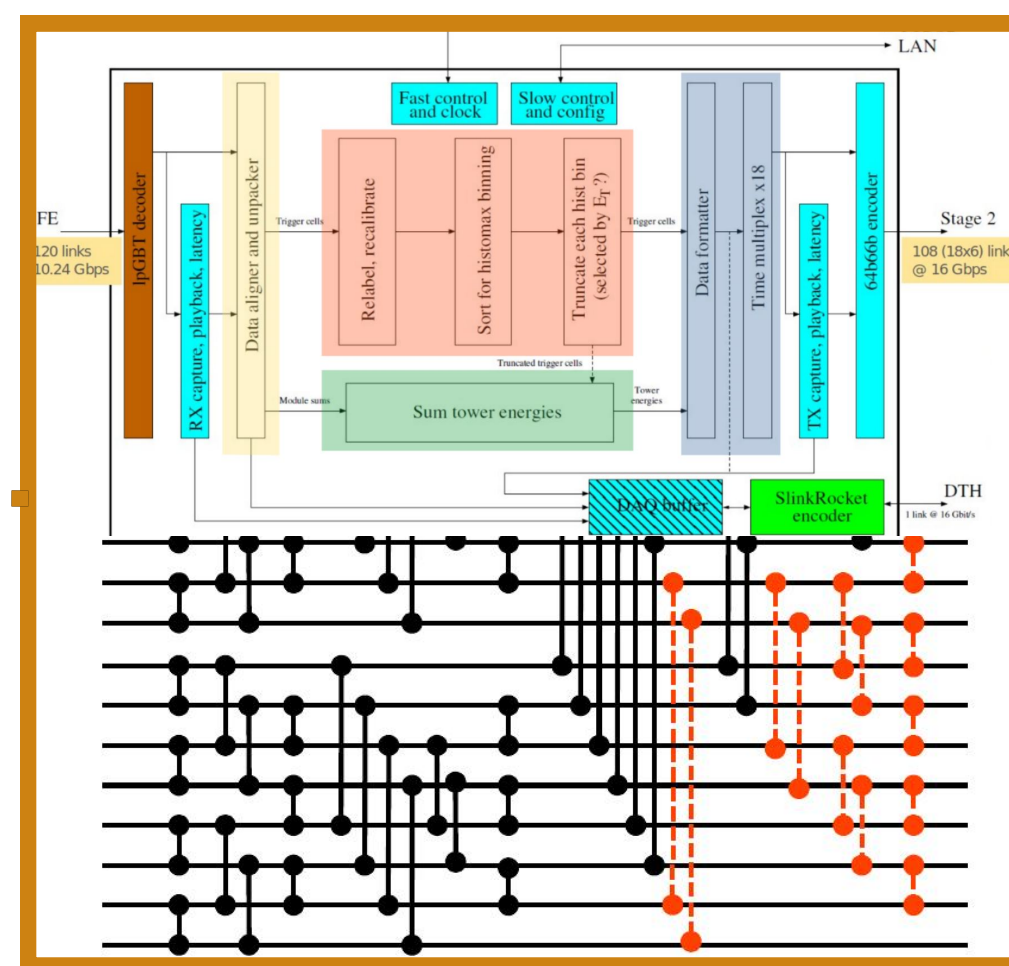 LAN
Fast control
and clock
Slow control
and config
FE
120 links
10.24 Gbps
lpGBT decoder
RX capture, playback, latency
Data aligner and unpacker
Trigger cells
Relabel, recalibrate
Sort for histomax binning
Truncate each hist bin
(selected by ET ?)
Trigger cells
Data formatter
Time multiplex x18
TX capture, playback, latency
64b66b encoder
Stage 2
108 (18x6) link
@ 16 Gbps
Truncated trigger cells
Module sums
Sum tower energies
Tower
energies
DAQ buffer
SlinkRocket
encoder
DTH
1 link @ 16 Gbit/s